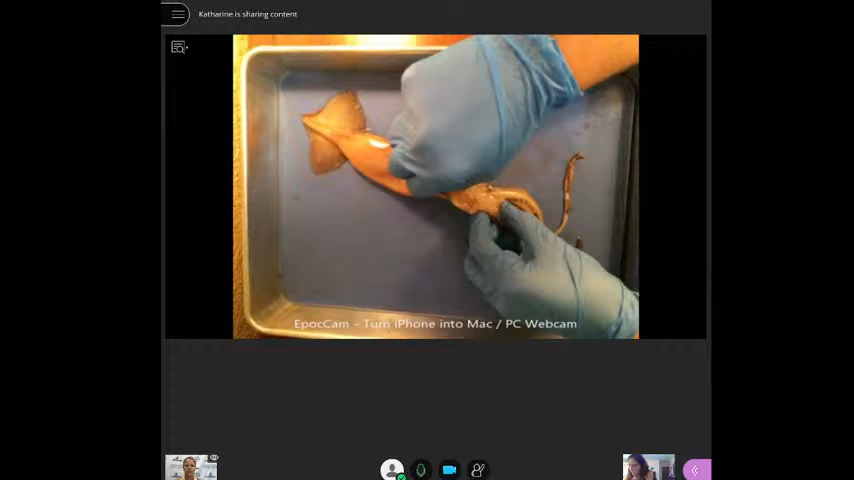 Katharine is sharing content
EpocCam - Turn iPhone into Mac / PC Webcam